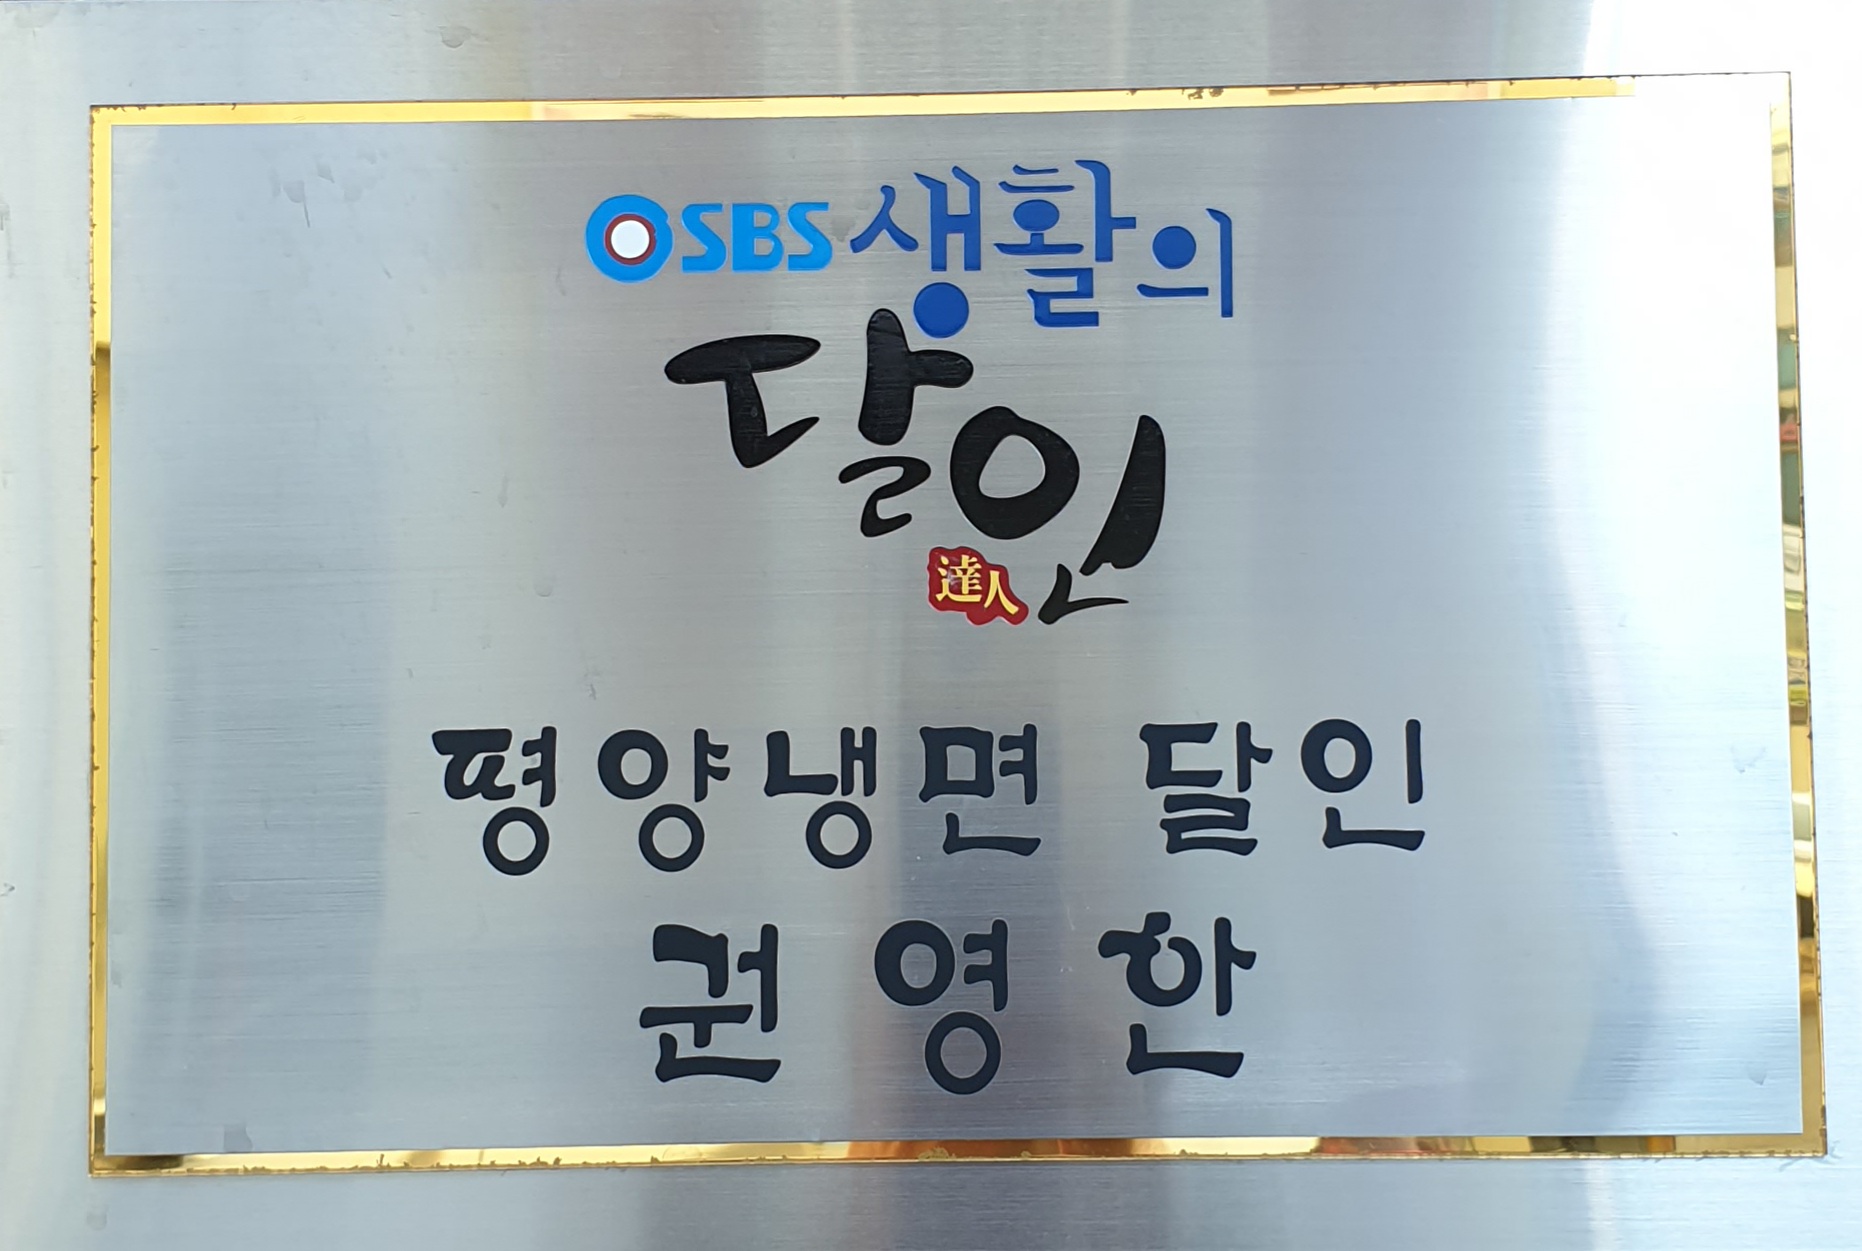 SBS 생활의
달인
達人
평양냉면 달인
권영한